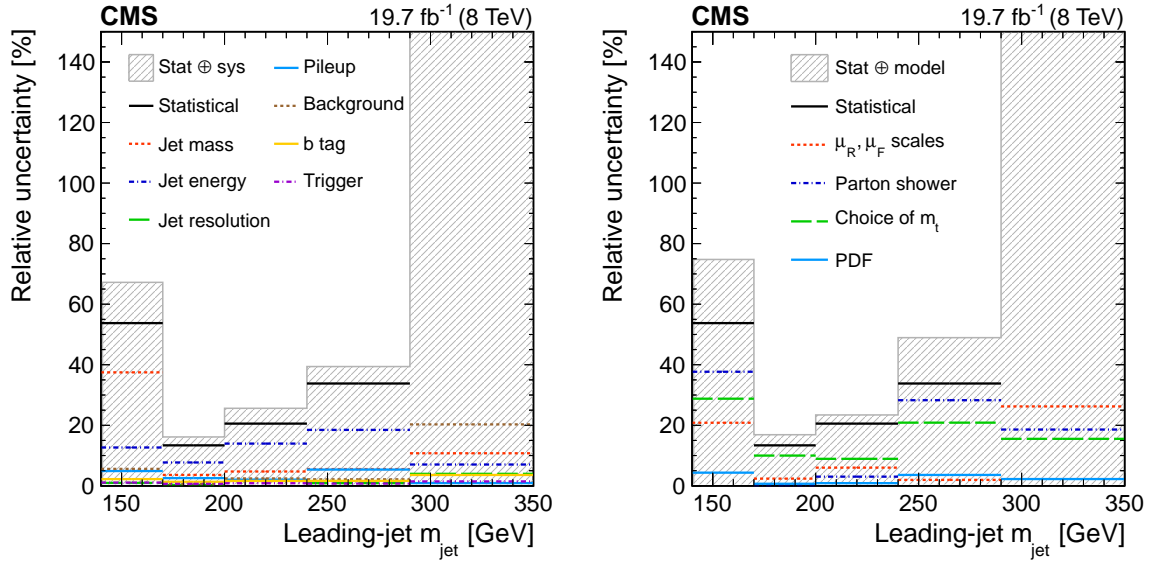 CMS 19.7 fb⁻¹ (8 TeV)
Relative uncertainty [%]
140
120
100
80
60
40
20
0
Stat ⊕ sys
Statistical
Jet mass
Jet energy
Jet resolution
Pileup
Background
b tag
Trigger
150 200 250 300 350
Leading-jet m_jet [GeV]
CMS 19.7 fb⁻¹ (8 TeV)
Relative uncertainty [%]
140
120
100
80
60
40
20
0
Stat ⊕ model
Statistical
μ_R, μ_F scales
Parton shower
Choice of m_t
PDF
150 200 250 300 350
Leading-jet m_jet [GeV]